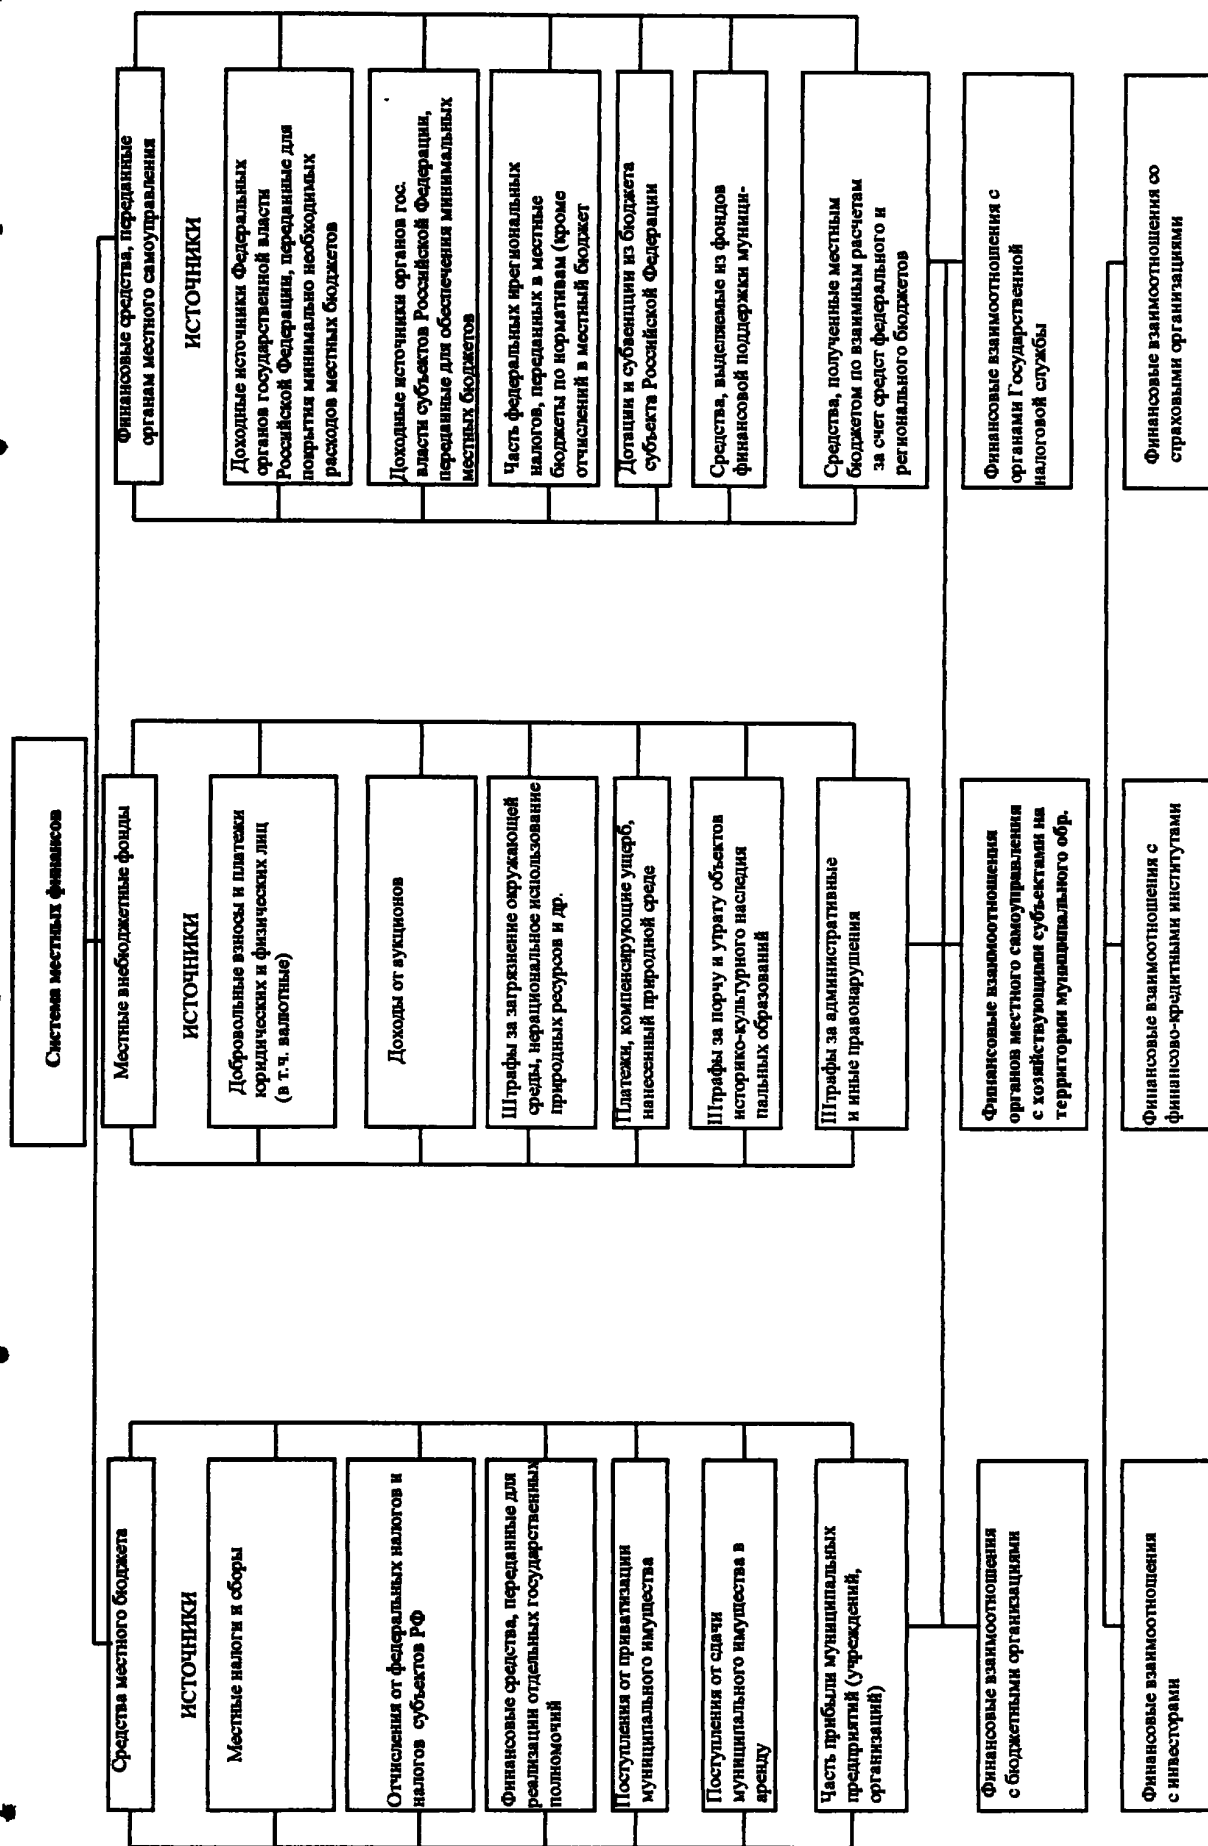 Система местных финансов
Средства местного бюджета
ИСТОЧНИКИ
Местные налоги и сборы
Отчисления от федеральных налогов и
налогов субъектов РФ
Финансовые средства, переданные для
реализации отдельных государственных
полномочий
Поступления от приватизации
муниципального имущества
Поступления от сдачи
муниципального имущества в
аренду
Часть прибыли муниципальных
предприятий (учреждений,
организаций)
Местные внебюджетные фонды
ИСТОЧНИКИ
Добровольные взносы и платежи
юридических и физических лиц
(в т.ч. валютные)
Доходы от аукционов
Штрафы за загрязнение окружающей
среды, нерациональное использование
природных ресурсов и др.
Платежи, компенсирующие ущерб,
нанесенный природной среде
Штрафы за порчу и утрату объектов
историко-культурного наследия
пальных образований
Штрафы за административные
и иные правонарушения
Финансовые средства, переданные
органам местного самоуправления
ИСТОЧНИКИ
Доходные источники Федеральных
органов государственной власти
Российской Федерации, переданные для
покрытия минимально необходимых
расходов местных бюджетов
Доходные источники органов гос.
власти субъектов Российской Федерации,
переданные для обеспечения минимальных
местных бюджетов
Часть федеральных ирегиональных
налогов, переданных в местные
бюджеты по нормативам (кроме
отчислений в местный бюджет
Дотации и субвенции из бюджета
субъекта Российской Федерации
Средства, выделяемые из фондов
финансовой поддержки муници-
Средства, полученные местным
бюджетом по взаимным расчетам
за счет средст федерального и
регионального бюджетов
Финансовые взаимоотношения
с бюджетными организациями
Финансовые взаимоотношения
органов местного самоуправления
с хозяйствующими субъектами на
территории муниципального обр.
Финансовые взаимоотношения с
органами Государственной
налоговой службы
Финансовые взаимоотношения
с инвесторами
Финансовые взаимоотношения с
финансово-кредитными институтами
Финансовые взаимоотношения со
страховыми организациями